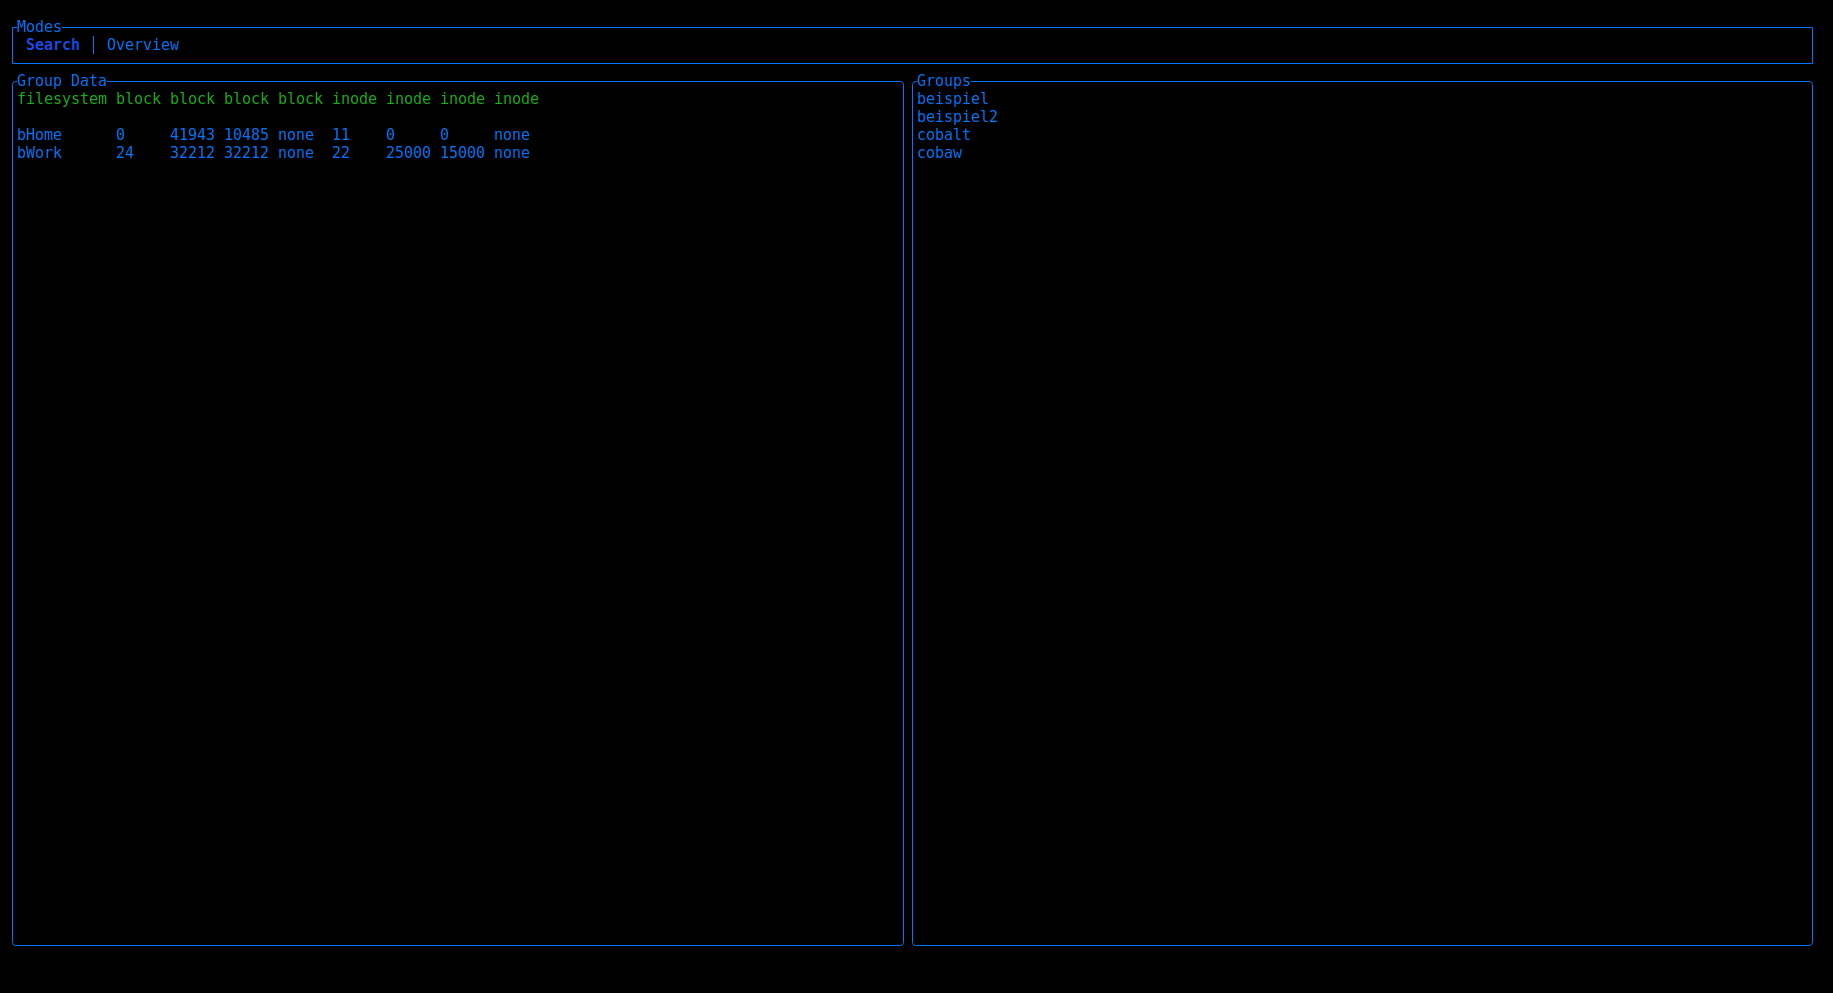 Modes
Search │ Overview
Group Data
filesystem block block block block inode inode inode inode
bHome 0 41943 10485 none 11 0 0 none
bWork 24 32212 32212 none 22 25000 15000 none
Groups
beispiel
beispiel2
cobalt
cobaw